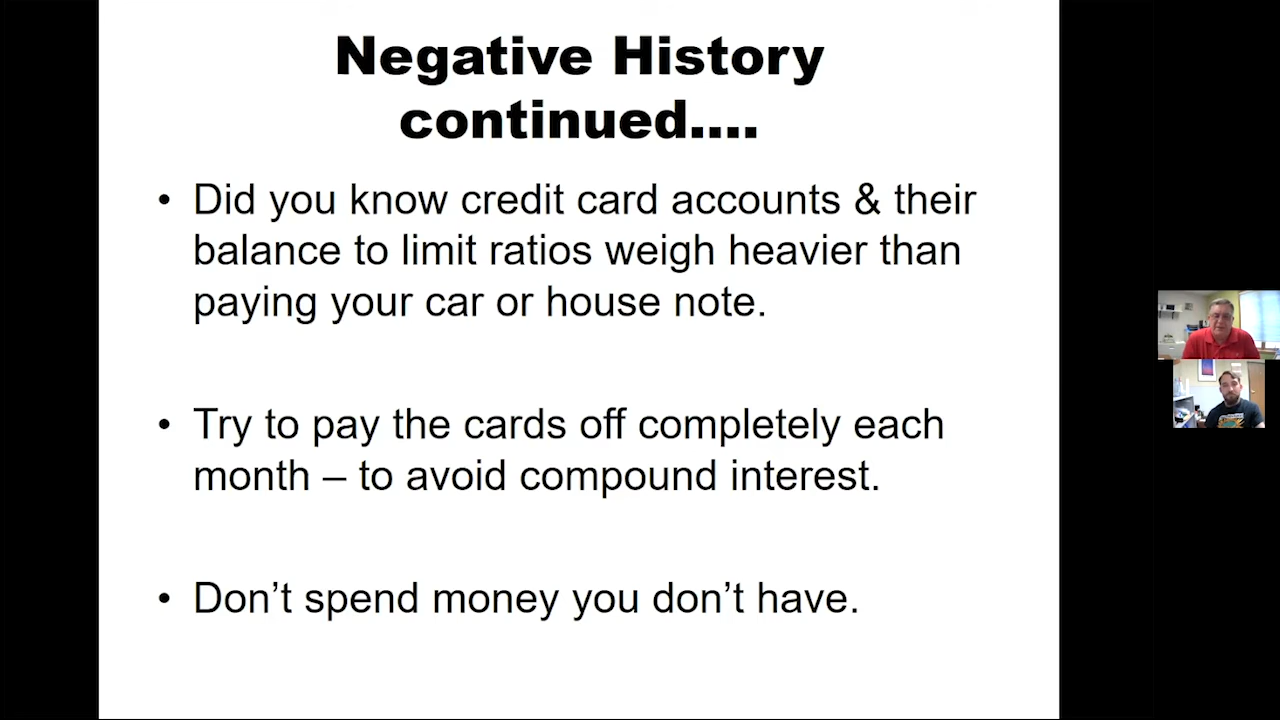 Negative History
continued....
• Did you know credit card accounts & their
balance to limit ratios weigh heavier than
paying your car or house note.
• Try to pay the cards off completely each
month – to avoid compound interest.
• Don’t spend money you don’t have.